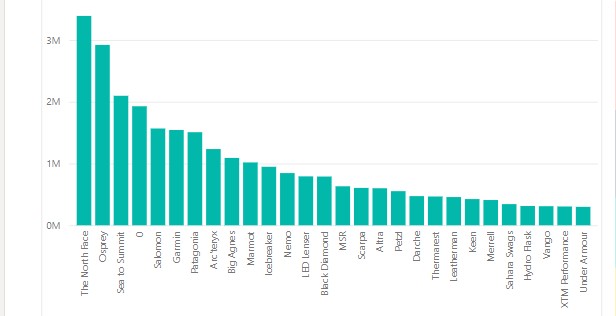 3M
2M
1M
0M
The North Face
Osprey
Sea to Summit
0
Salomon
Garmin
Patagonia
Arc'teryx
Big Agnes
Marmot
Icebreaker
Nemo
LED Lenser
Black Diamond
MSR
Scarpa
Altra
Petzl
Darche
Thermarest
Leatherman
Keen
Merrell
Sahara Swags
Hydro Flask
Vango
XTM Performance
Under Armour